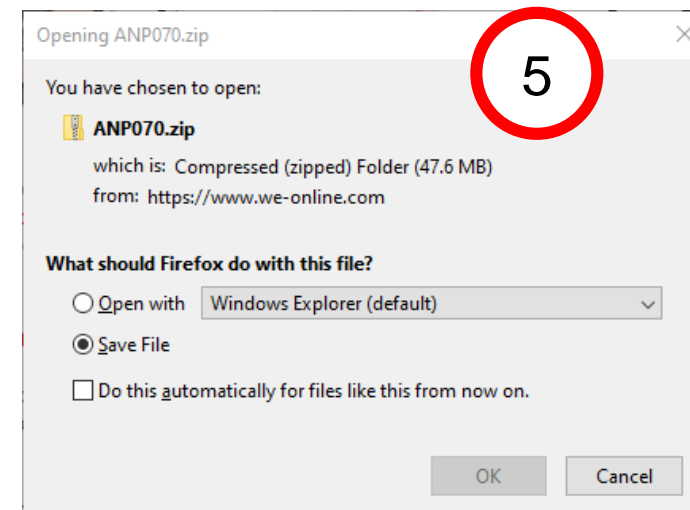 Opening ANP070.zip
5
You have chosen to open:
ANP070.zip
which is: Compressed (zipped) Folder (47.6 MB)
from: https://www.we-online.com
What should Firefox do with this file?
Open with Windows Explorer (default)
Save File
Do this automatically for files like this from now on.
OK Cancel